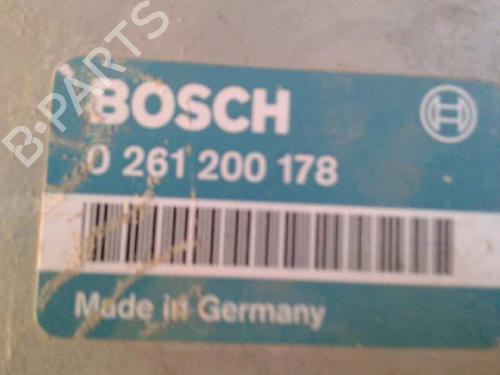 BOSCH
0 261 200 178
Made in Germany
B-PARTS